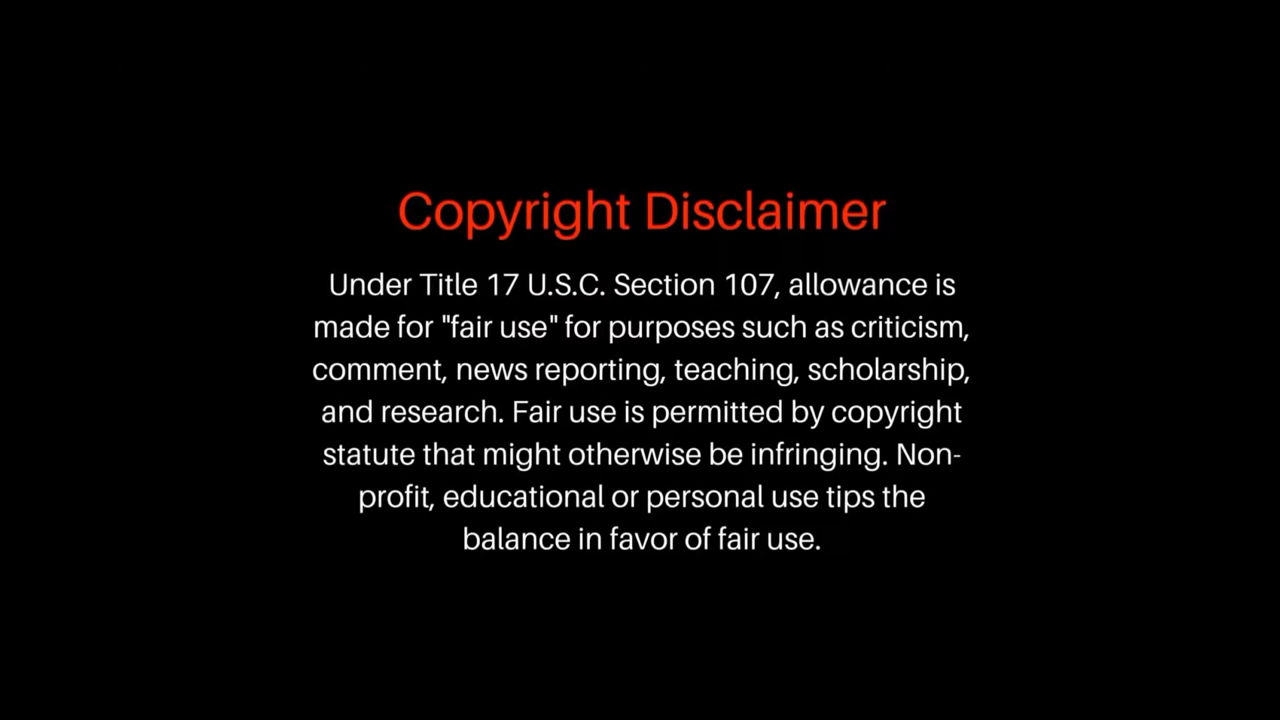 Copyright Disclaimer
Under Title 17 U.S.C. Section 107, allowance is
made for "fair use" for purposes such as criticism,
comment, news reporting, teaching, scholarship,
and research. Fair use is permitted by copyright
statute that might otherwise be infringing. Non-
profit, educational or personal use tips the
balance in favor of fair use.